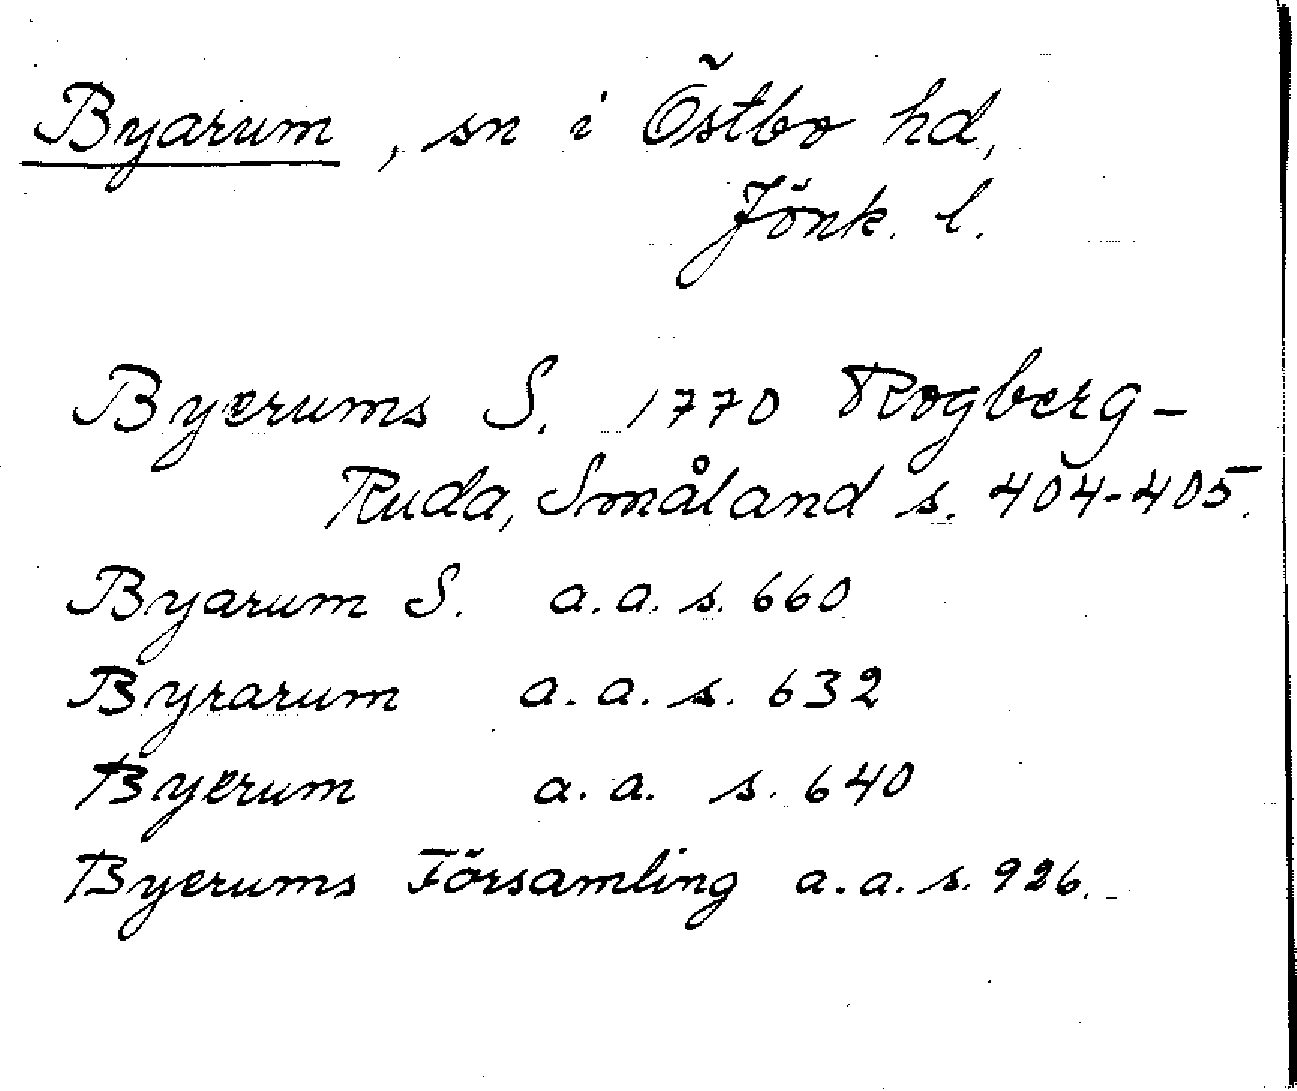 Byarum, sn i Östbo hd,
Jönk. l.
Byerums S. 1770 Rogberg-
Ruda, Småland s. 404-405.
Byarum S. a.a. s. 660
Byrarum a.a. s. 632
Byerum a.a. s. 640
Byerums Församling a.a. s. 926.